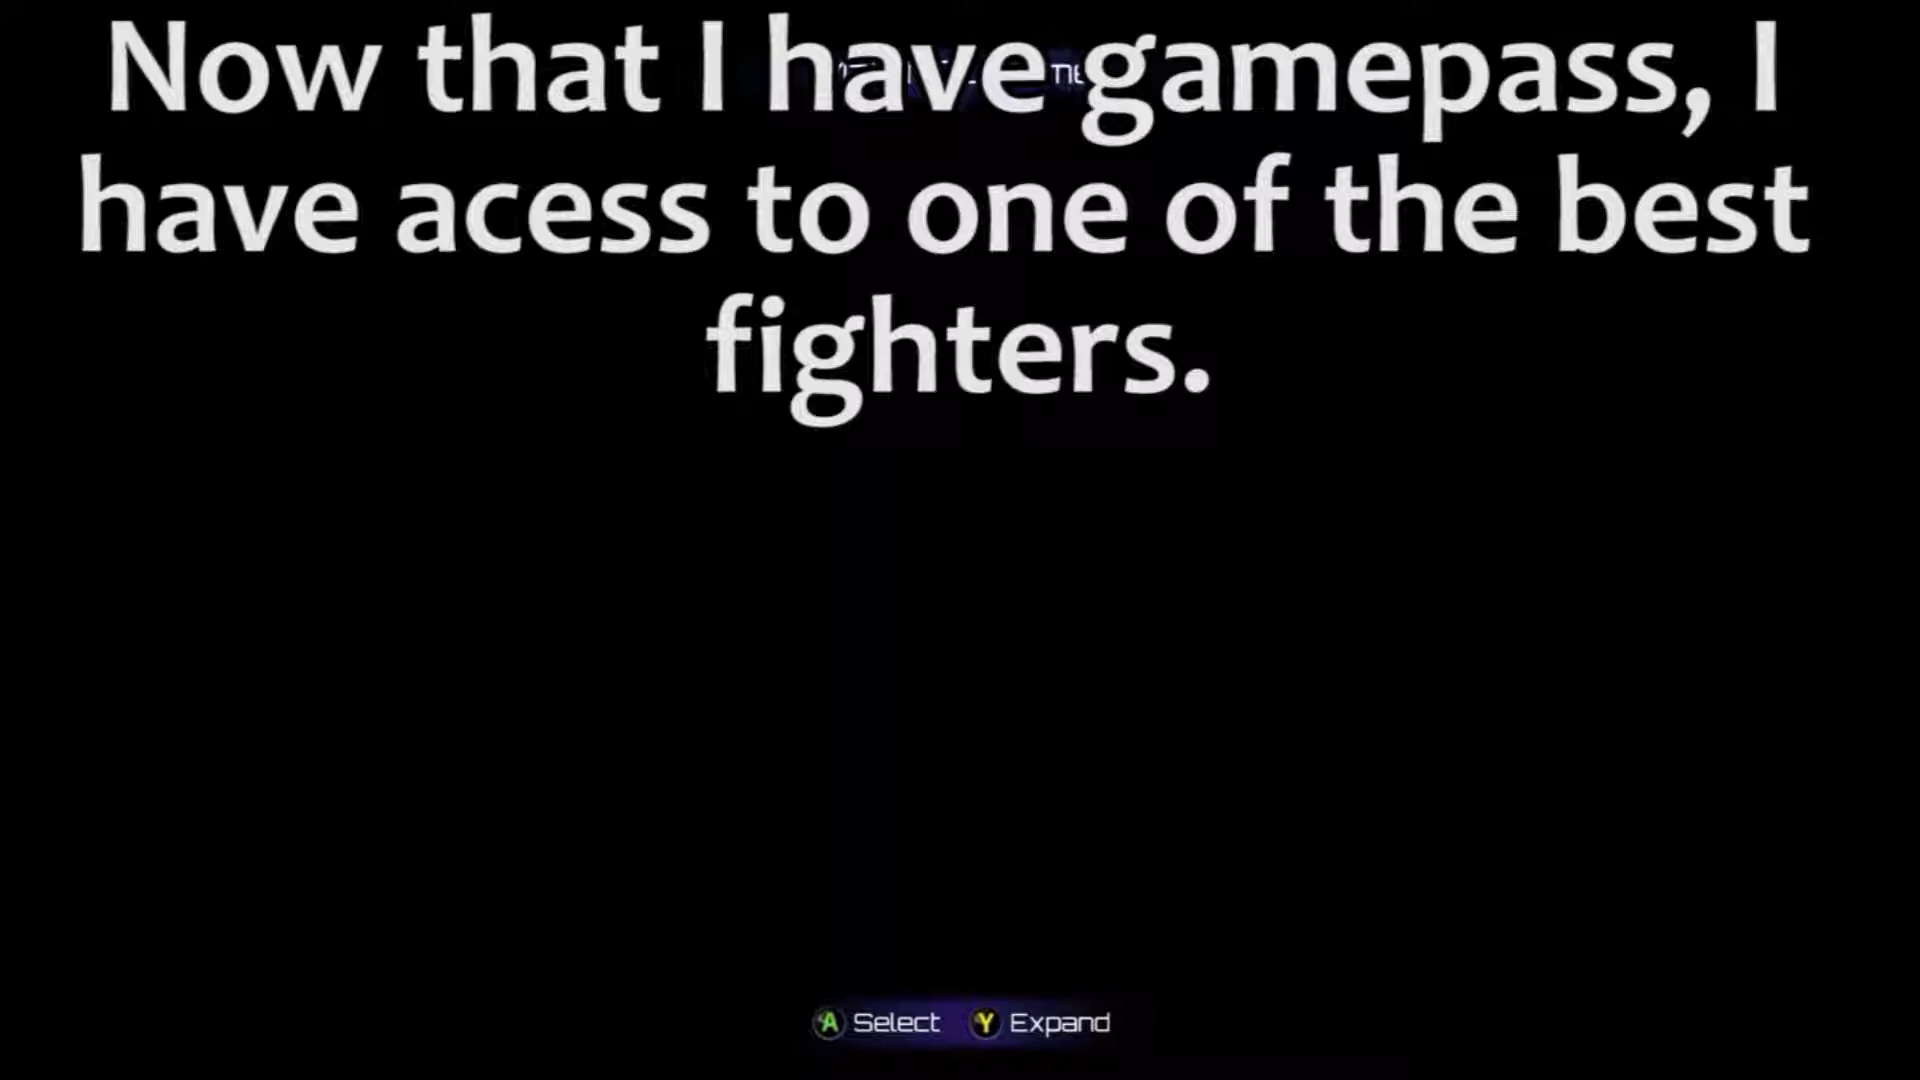 Now that I have gamepass, I
have acess to one of the best
fighters.
A Select Y Expand